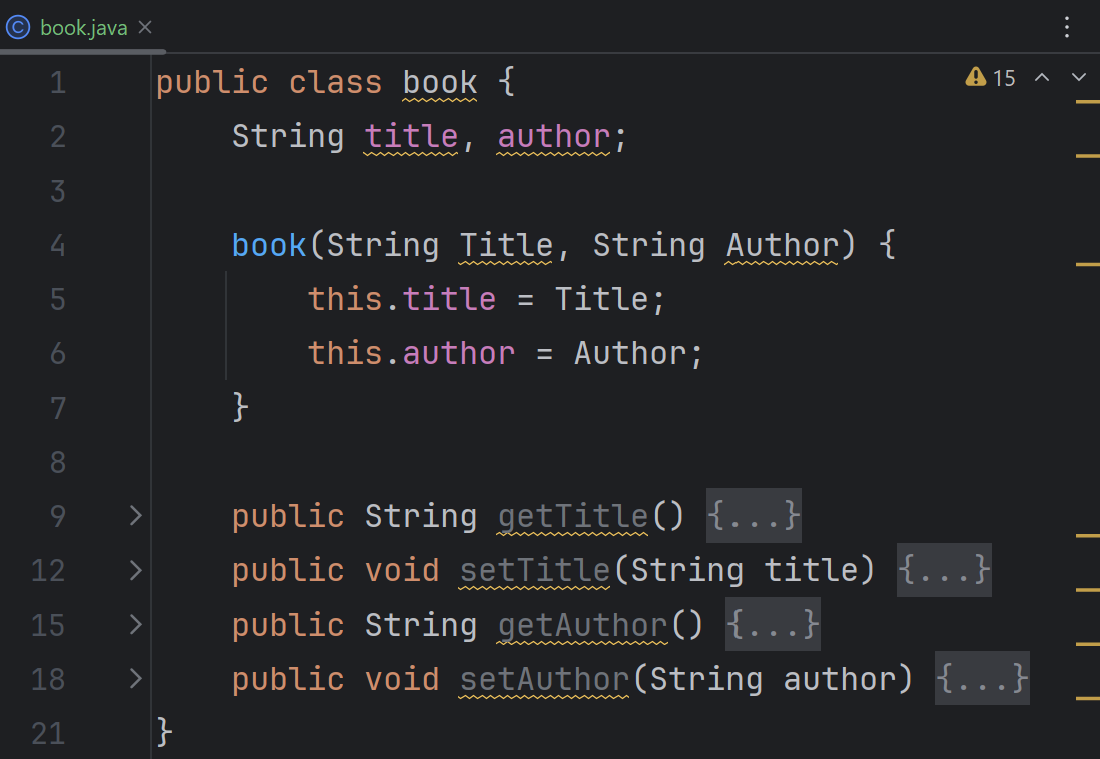 book.java
15
1 public class book {
2 String title, author;
3
4 book(String Title, String Author) {
5 this.title = Title;
6 this.author = Author;
7 }
8
9 public String getTitle() {...}
12 public void setTitle(String title) {...}
15 public String getAuthor() {...}
18 public void setAuthor(String author) {...}
21 }